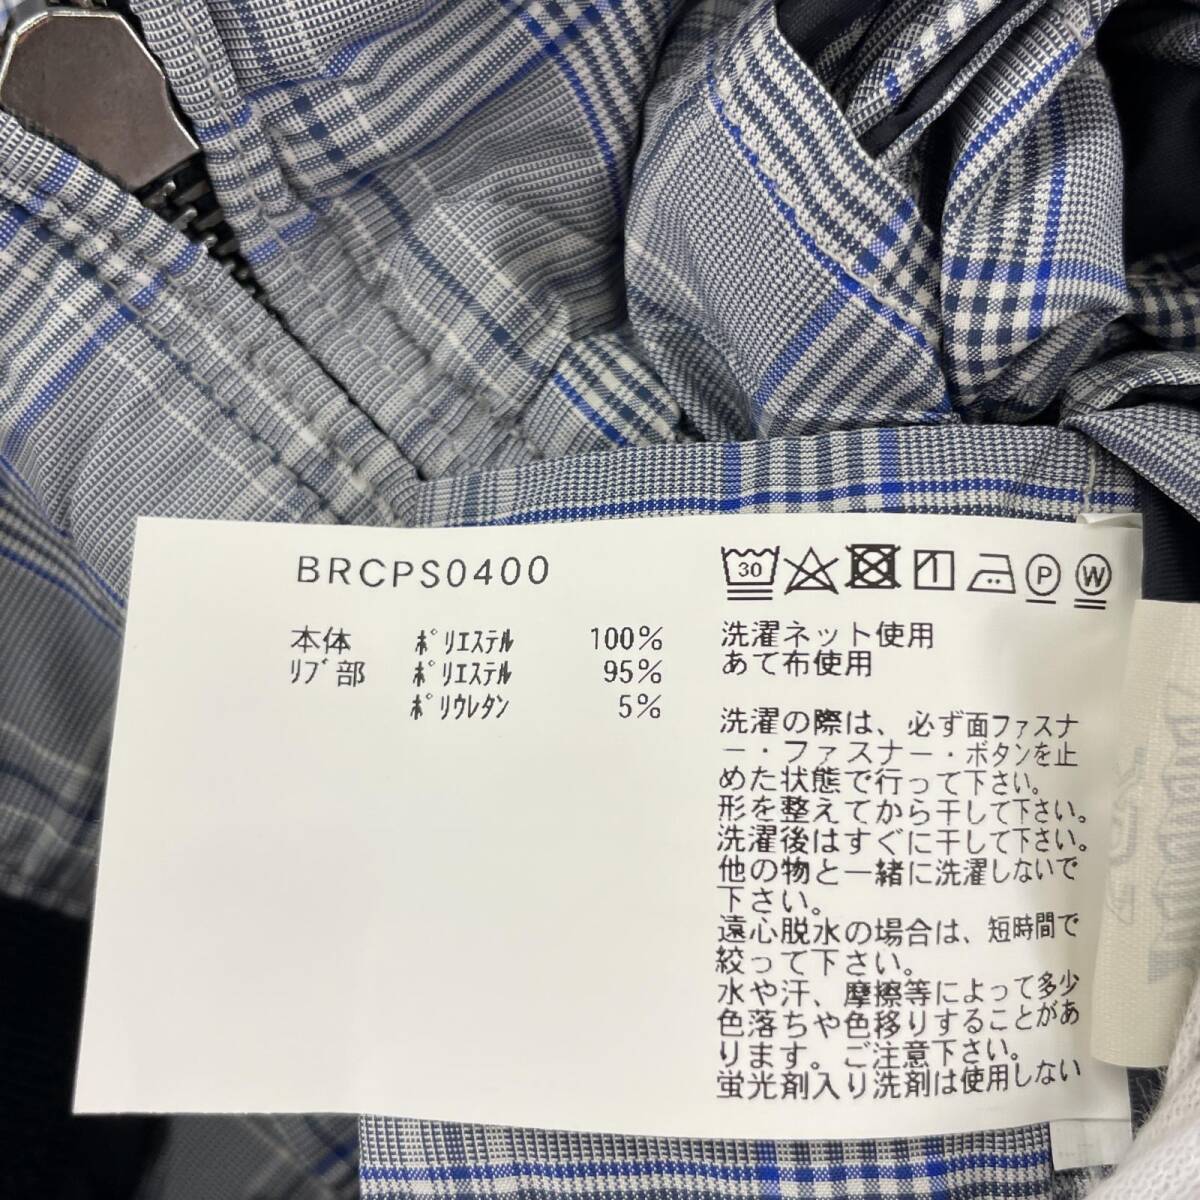 BRCPS0400
本体 ﾎﾟﾘｴｽﾃﾙ 100%
ﾘﾌﾞ部 ﾎﾟﾘｴｽﾃﾙ 95%
ﾎﾟﾘｳﾚﾀﾝ 5%
30 P W
洗濯ネット使用
あて布使用
洗濯の際は、必ず面ファスナ
ー・ファスナー・ボタンを止
めた状態で行って下さい。
形を整えてから干して下さい。
洗濯後はすぐに干して下さい。
他の物と一緒に洗濯しないで
下さい。
遠心脱水の場合は、短時間で
絞って下さい。
水や汗、摩擦等によって多少
色落ちや色移りすることがあ
ります。ご注意下さい。
蛍光剤入り洗剤は使用しない